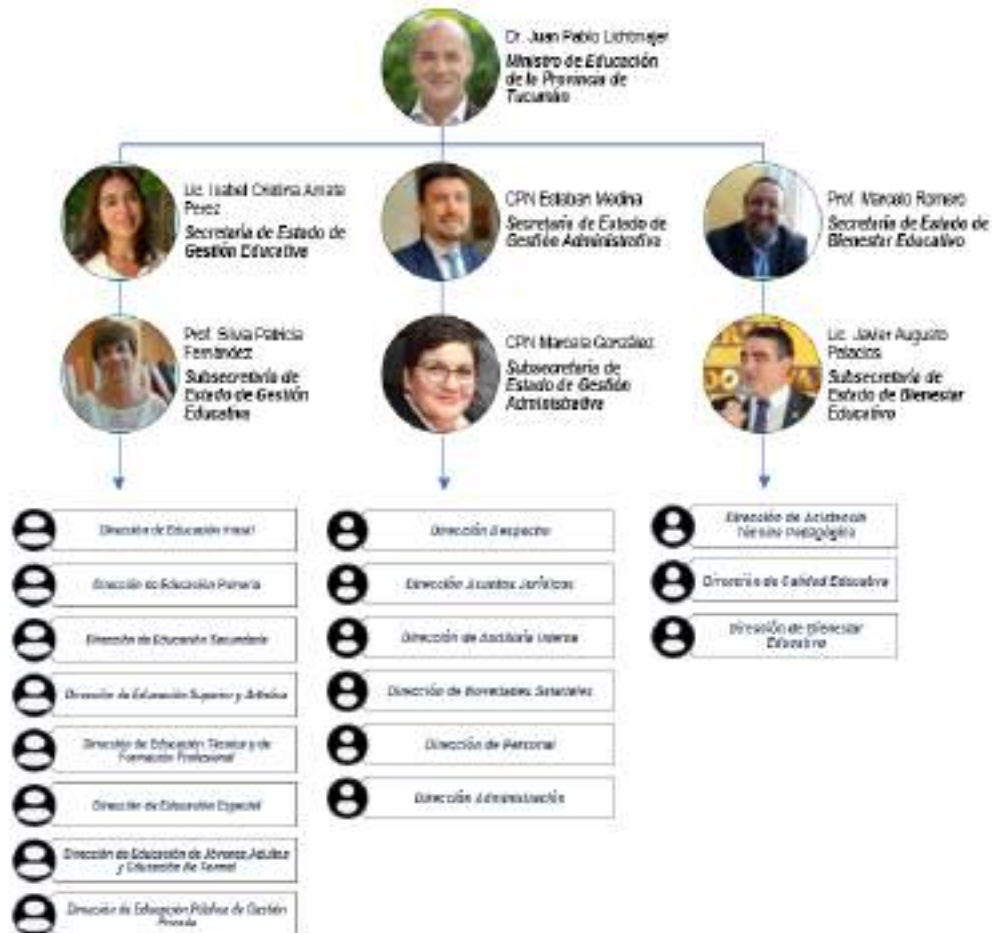 Dr. Juan Pablo Lichtmajer
Ministro de Educación
de la Provincia de
Tucumán
Lic. Isabel Cristina Amate
Perez
Secretaría de Estado de
Gestión Educativa
CPN Esteban Medina
Secretaría de Estado de
Gestión Administrativa
Prof. Marcelo Romero
Secretaría de Estado de
Bienestar Educativo
Prof. Silvia Patricia
Fernández
Subsecretaría de
Estado de Gestión
Educativa
CPN Marcela González
Subsecretaría de
Estado de Gestión
Administrativa
Lic. Javier Augusto
Palacios
Subsecretaría de
Estado de Bienestar
Educativo
Dirección de Educación Inicial
Dirección de Educación Primaria
Dirección de Educación Secundaria
Dirección de Educación Superior y Artística
Dirección de Educación Técnica y de
Formación Profesional
Dirección de Educación Especial
Dirección de Educación de Jóvenes, Adultos
y Educación No Formal
Dirección de Educación Pública de Gestión
Privada
Dirección Despacho
Dirección Asuntos Jurídicos
Dirección de Auditoría Interna
Dirección de Novedades Salariales
Dirección de Personal
Dirección Administración
Dirección de Asistencia
Técnico Pedagógica
Dirección de Calidad Educativa
Dirección de Bienestar
Educativo